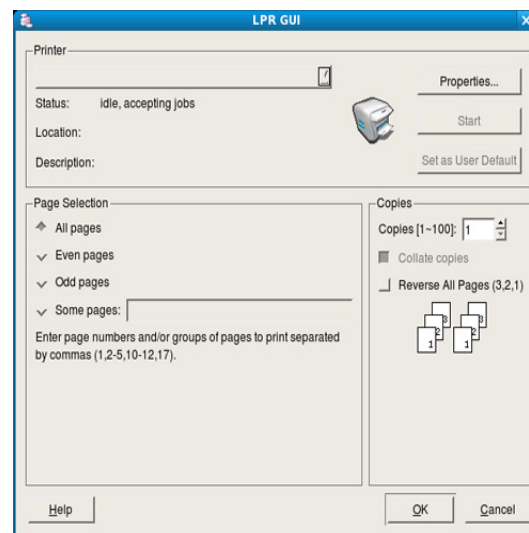 LPR GUI
Printer
Properties...
Status: idle, accepting jobs
Start
Location:
Description:
Set as User Default
Page Selection
All pages
Even pages
Odd pages
Some pages:
Enter page numbers and/or groups of pages to print separated
by commas (1,2-5,10-12,17).
Copies
Copies [1~100]: 1
Collate copies
Reverse All Pages (3,2,1)
3 3
2 2
1 1
Help
OK
Cancel